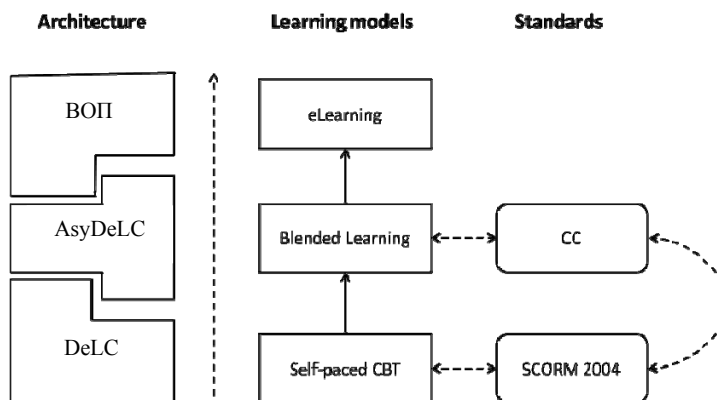 Architecture
Learning models
Standards
ВОП
eLearning
AsyDeLC
Blended Learning
CC
DeLC
Self-paced CBT
SCORM 2004